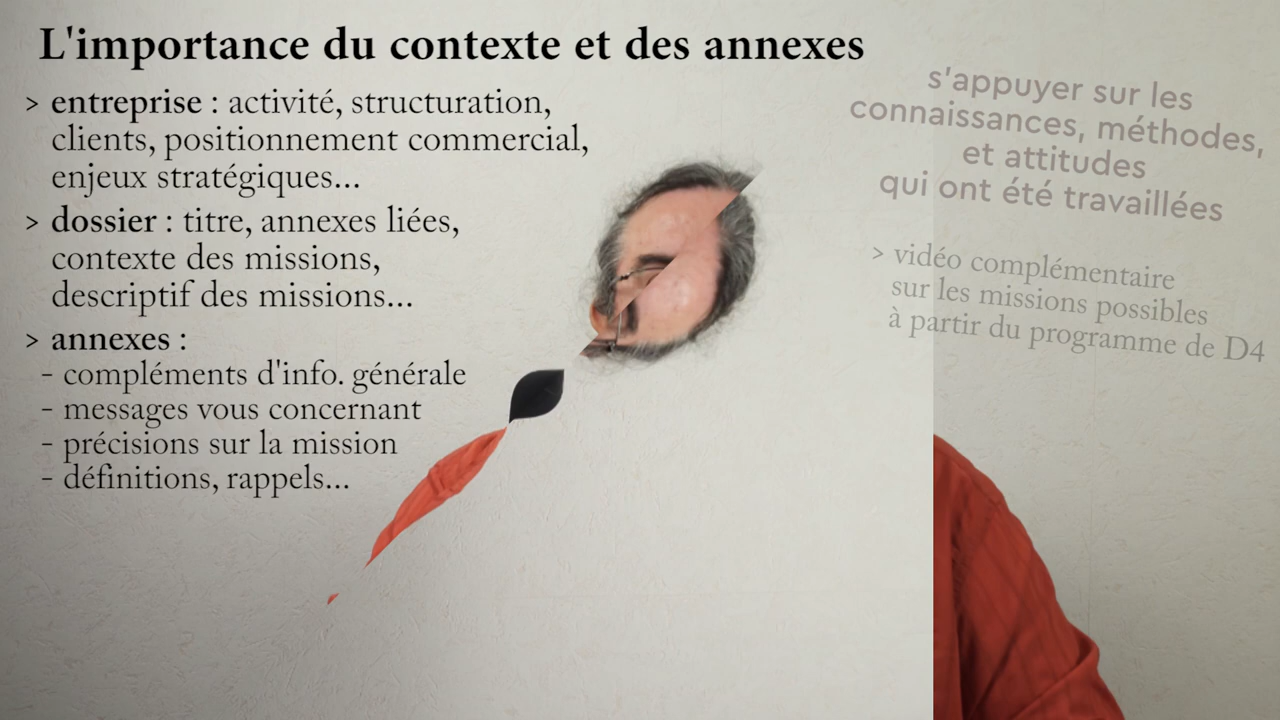 L'importance du contexte et des annexes
> entreprise : activité, structuration,
clients, positionnement commercial,
enjeux stratégiques...
> dossier : titre, annexes liées,
contexte des missions,
descriptif des missions...
> annexes :
- compléments d'info. générale
- messages vous concernant
- précisions sur la mission
- définitions, rappels...
s'appuyer sur les
connaissances, méthodes,
et attitudes
qui ont été travaillées
> vidéo complémentaire
sur les missions possibles
à partir du programme de D4